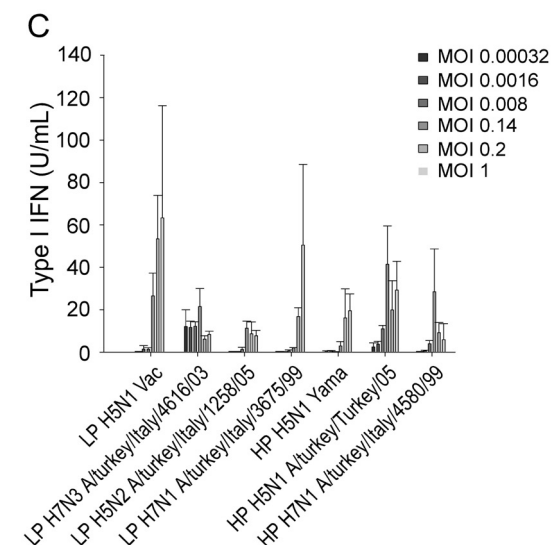 C
Type I IFN (U/mL)
140
120
100
80
60
40
20
0
MOI 0.00032
MOI 0.0016
MOI 0.008
MOI 0.14
MOI 0.2
MOI 1
LP H5N1 Vac
LP H7N3 A/turkey/Italy/4616/03
LP H5N2 A/turkey/Italy/1258/05
LP H7N1 A/turkey/Italy/3675/99
HP H5N1 Yama
HP H5N1 A/turkey/Turkey/05
HP H7N1 A/turkey/Italy/4580/99